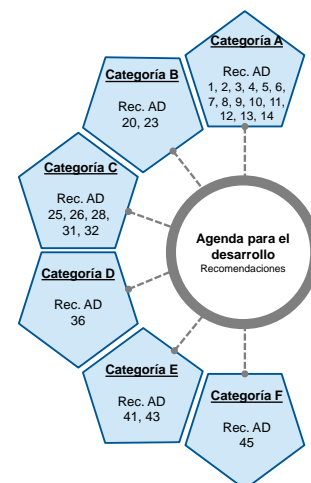 Categoría A
Rec. AD
1, 2, 3, 4, 5, 6,
7, 8, 9, 10, 11,
12, 13, 14
Categoría B
Rec. AD
20, 23
Categoría C
Rec. AD
25, 26, 28,
31, 32
Agenda para el
desarrollo
Recomendaciones
Categoría D
Rec. AD
36
Categoría E
Rec. AD
41, 43
Categoría F
Rec. AD
45